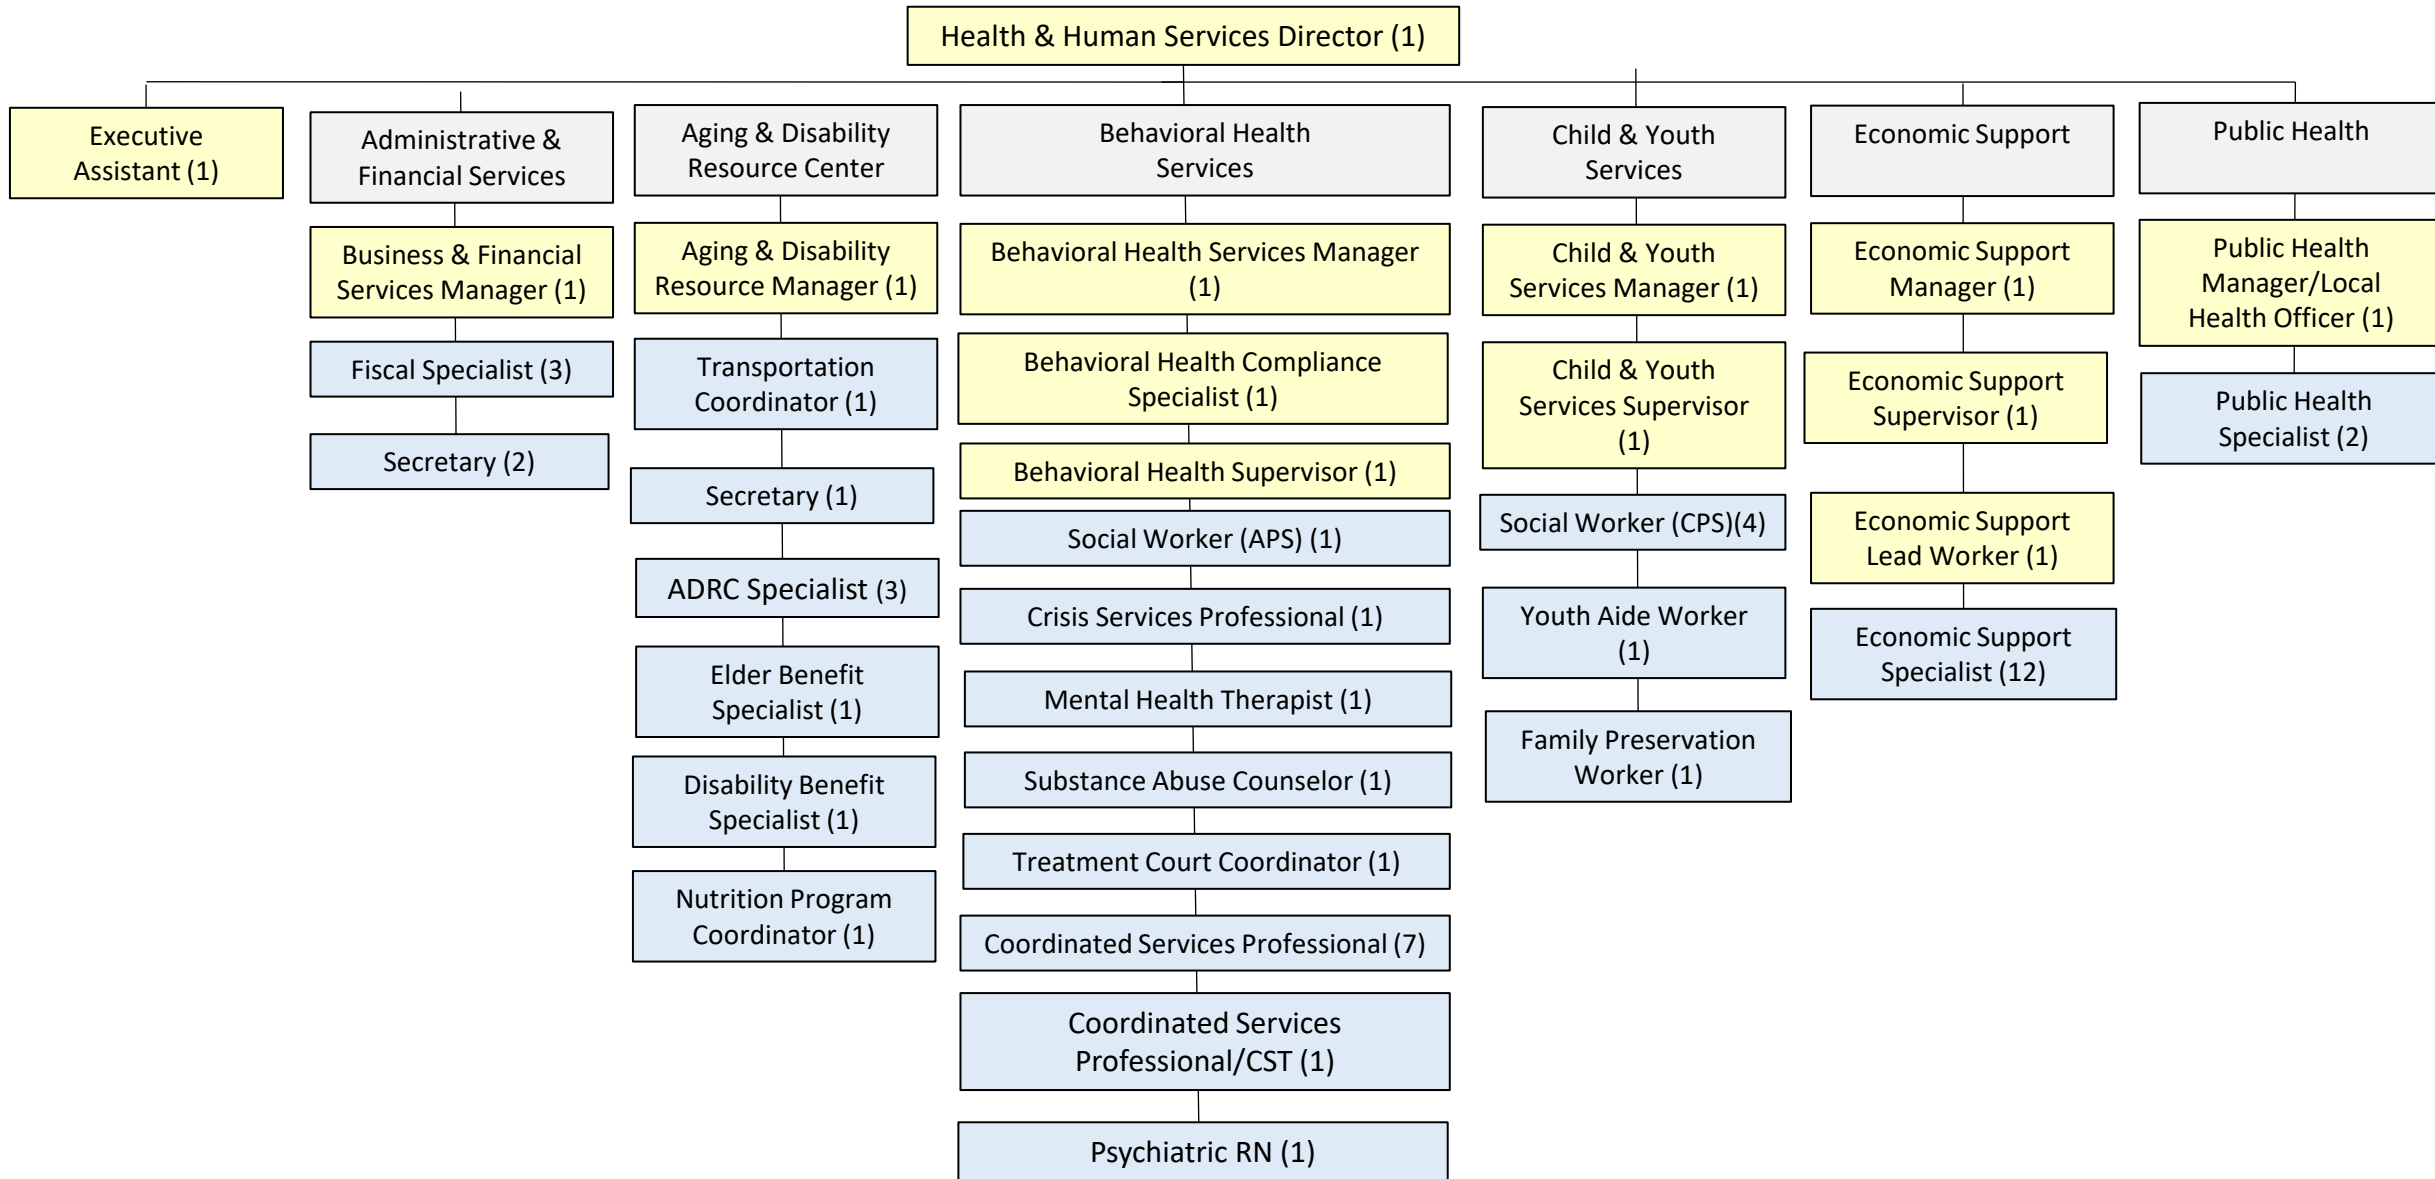 Health & Human Services Director (1)
Executive
Assistant (1)
Administrative &
Financial Services
Business & Financial
Services Manager (1)
Fiscal Specialist (3)
Secretary (2)
Aging & Disability
Resource Center
Aging & Disability
Resource Manager (1)
Transportation
Coordinator (1)
Secretary (1)
ADRC Specialist (3)
Elder Benefit
Specialist (1)
Disability Benefit
Specialist (1)
Nutrition Program
Coordinator (1)
Behavioral Health
Services
Behavioral Health Services Manager
(1)
Behavioral Health Compliance
Specialist (1)
Behavioral Health Supervisor (1)
Social Worker (APS) (1)
Crisis Services Professional (1)
Mental Health Therapist (1)
Substance Abuse Counselor (1)
Treatment Court Coordinator (1)
Coordinated Services Professional (7)
Coordinated Services
Professional/CST (1)
Psychiatric RN (1)
Child & Youth
Services
Child & Youth
Services Manager (1)
Child & Youth
Services Supervisor
(1)
Social Worker (CPS)(4)
Youth Aide Worker
(1)
Family Preservation
Worker (1)
Economic Support
Economic Support
Manager (1)
Economic Support
Supervisor (1)
Economic Support
Lead Worker (1)
Economic Support
Specialist (12)
Public Health
Public Health
Manager/Local
Health Officer (1)
Public Health
Specialist (2)